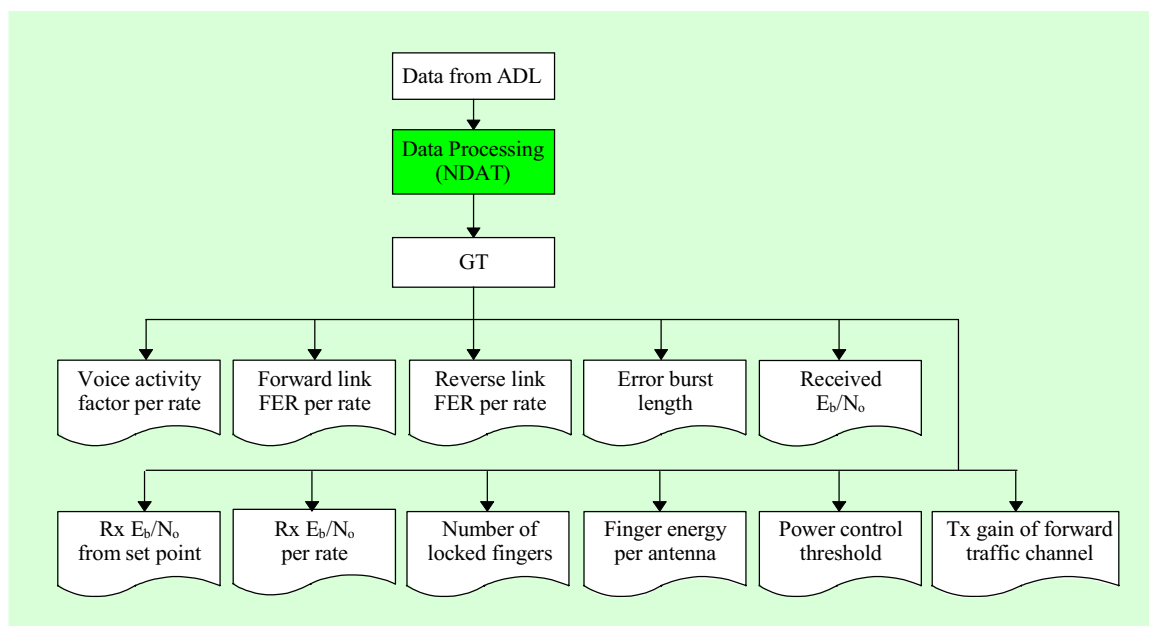 Data from ADL
Data Processing
(NDAT)
GT
Voice activity
factor per rate
Forward link
FER per rate
Reverse link
FER per rate
Error burst
length
Received
Eb/No
Rx Eb/No
from set point
Rx Eb/No
per rate
Number of
locked fingers
Finger energy
per antenna
Power control
threshold
Tx gain of forward
traffic channel